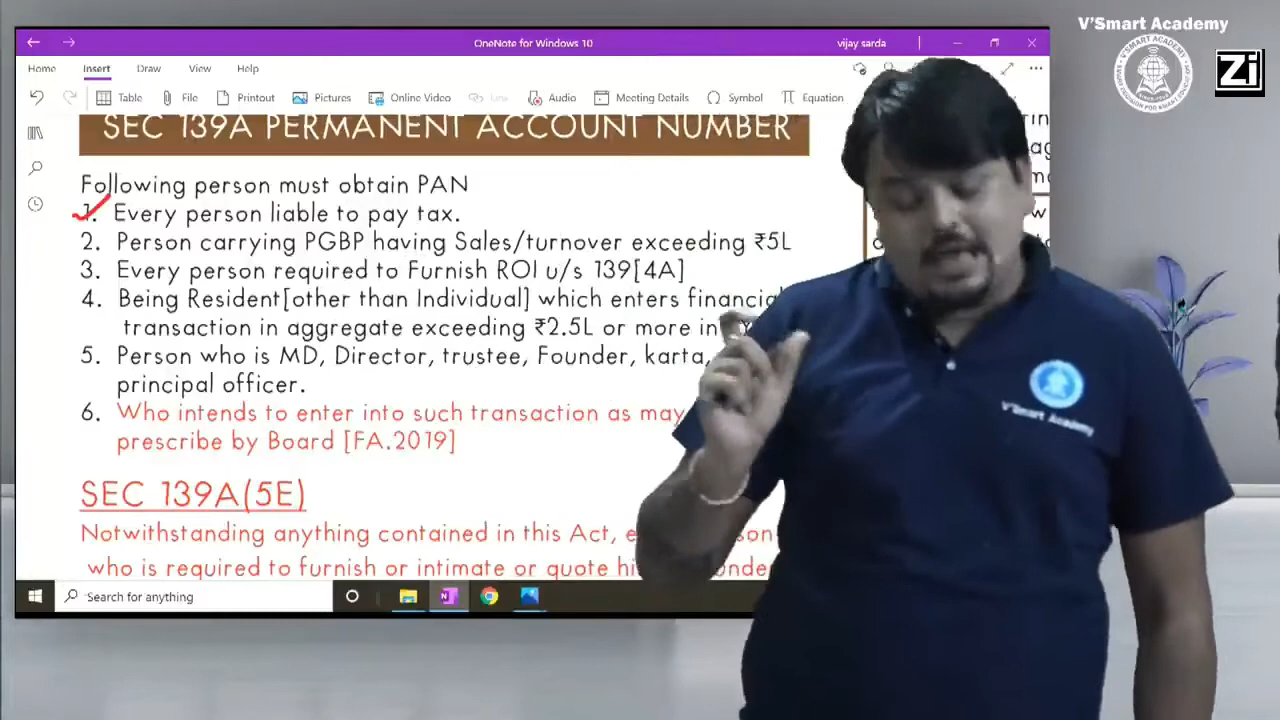 V'Smart Academy
OneNote for Windows 10
vijay sarda
Home
Insert
Draw
View
Help
Table
File
Printout
Pictures
Online Video
Link
Audio
Meeting Details
Symbol
Equation
Zi
SEC 139A PERMANENT ACCOUNT NUMBER
Following person must obtain PAN
1. Every person liable to pay tax.
2. Person carrying PGBP having Sales/turnover exceeding ₹5L
3. Every person required to Furnish ROI u/s 139[4A]
4. Being Resident[other than Individual] which enters financial
transaction in aggregate exceeding ₹2.5L or more in
5. Person who is MD, Director, trustee, Founder, karta,
principal officer.
6. Who intends to enter into such transaction as may
prescribe by Board [FA.2019]
SEC 139A(5E)
Notwithstanding anything contained in this Act,
who is required to furnish or intimate or quote
Search for anything
V'Smart Academy